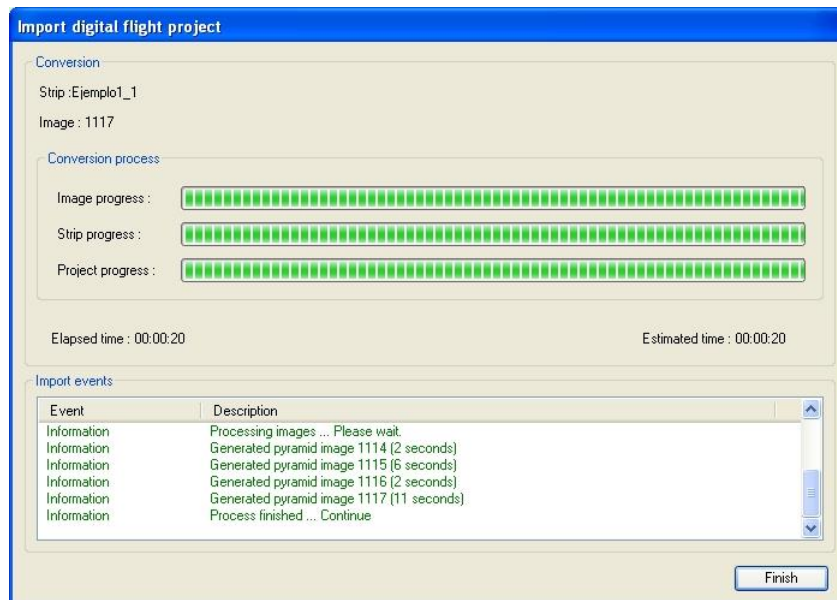 Import digital flight project
Conversion
Strip :Ejemplo1_1
Image : 1117
Conversion process
Image progress :
Strip progress :
Project progress :
Elapsed time : 00:00:20 Estimated time : 00:00:20
Import events
Event Description
Information Processing images ... Please wait.
Information Generated pyramid image 1114 (2 seconds)
Information Generated pyramid image 1115 (6 seconds)
Information Generated pyramid image 1116 (2 seconds)
Information Generated pyramid image 1117 (11 seconds)
Information Process finished ... Continue
Finish